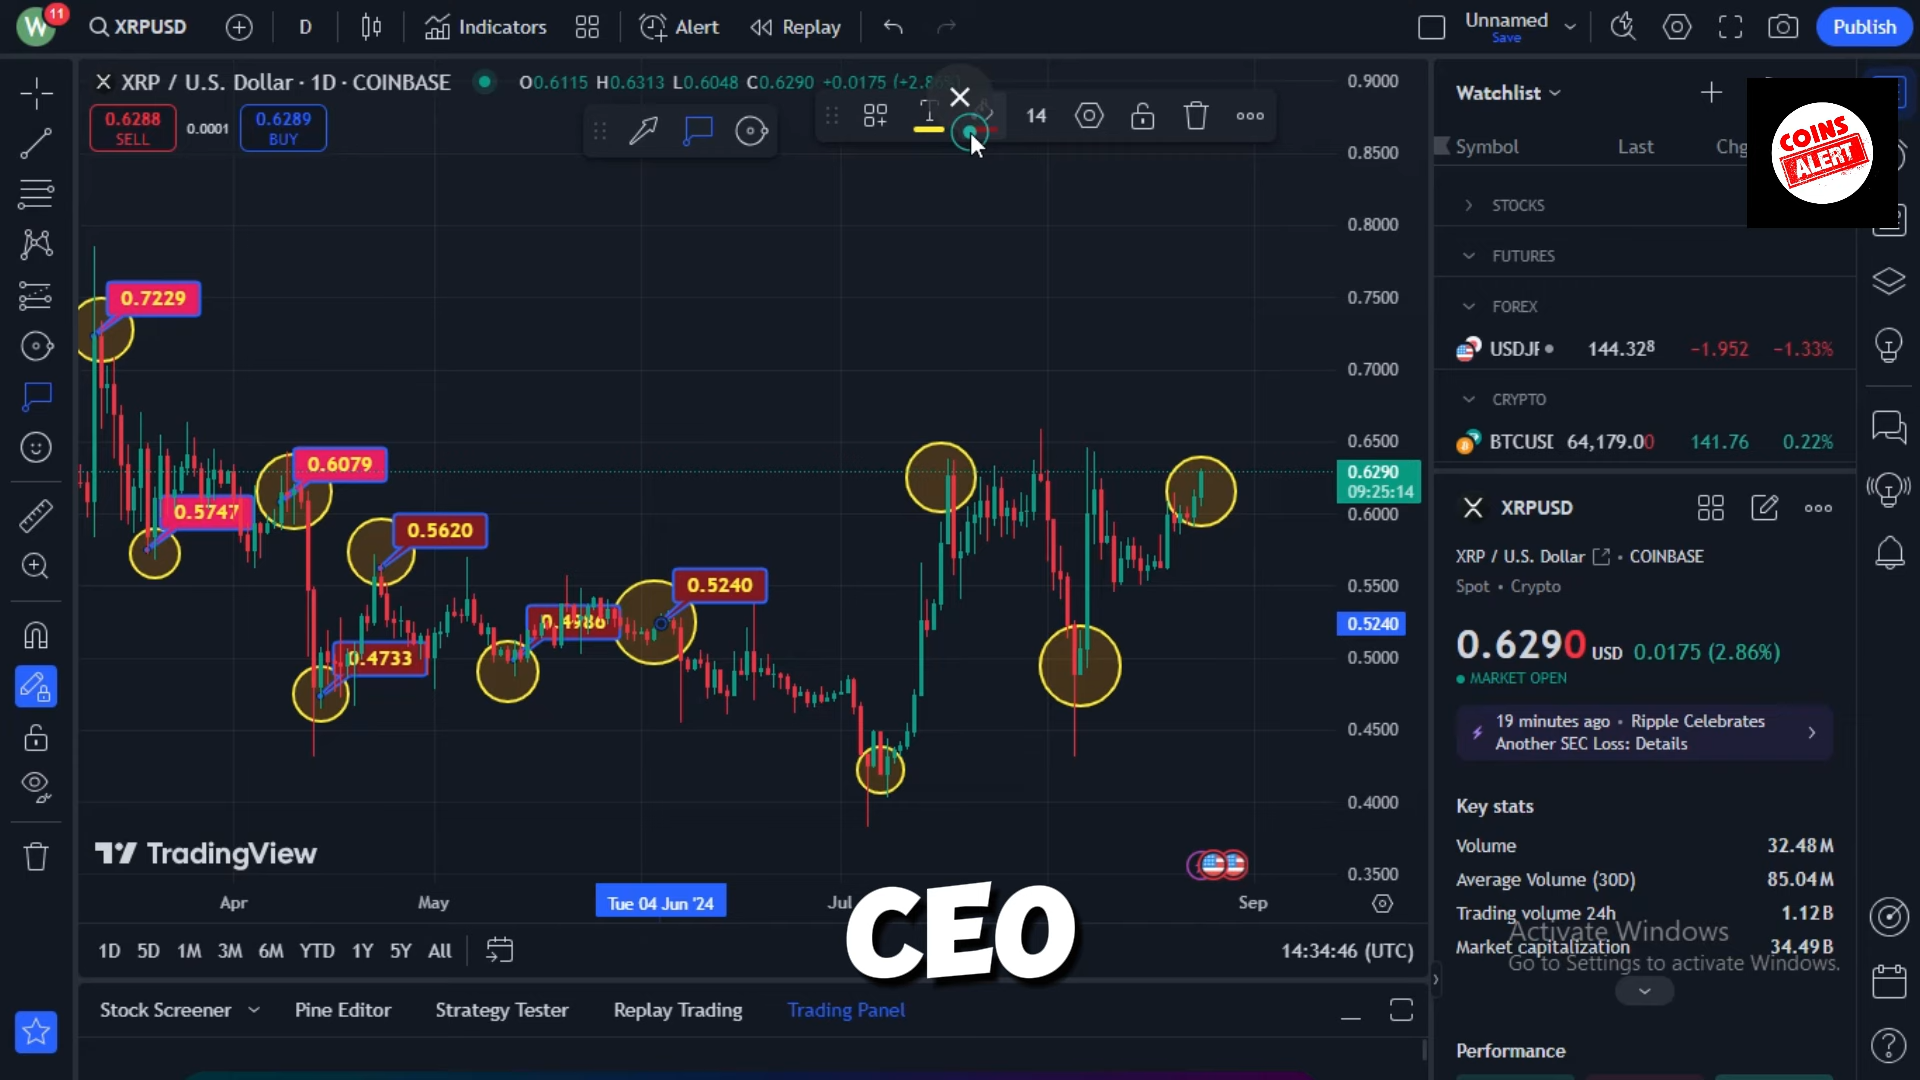 W 11 XRPUSD D Indicators Alert Replay Unnamed Publish
Save
XRP / U.S. Dollar · 1D · COINBASE O0.6115 H0.6313 L0.6048 C0.6290 +0.0175
0.6288 SELL 0.0001 0.6289 BUY
T 14
0.9000
0.8500
0.8000
0.7500
0.7000
0.6500
0.6290
09:25:14
0.6000
0.5500
0.5240
0.5000
0.4500
0.4000
0.3500
0.7229
0.6079
0.5747
0.5620
0.5240
0.4986
0.4733
TradingView
Apr May Tue 04 Jun '24 Jul Sep
CEO
1D 5D 1M 3M 6M YTD 1Y 5Y All 14:34:46 (UTC)
Stock Screener Pine Editor Strategy Tester Replay Trading Trading Panel
Watchlist
COINS
ALERT
Symbol Last Chg
STOCKS
FUTURES
FOREX
USDJ 144.328 −1.952 −1.33%
CRYPTO
BTCUSD 64,179.00 141.76 0.22%
XRPUSD
XRP / U.S. Dollar · COINBASE
Spot · Crypto
0.6290 USD 0.0175 (2.86%)
MARKET OPEN
19 minutes ago · Ripple Celebrates
Another SEC Loss: Details
Key stats
Volume 32.48M
Average Volume (30D) 85.04M
Trading volume 24h 1.12B
Market capitalization 34.49B
Activate Windows
Go to Settings to activate Windows.
Performance